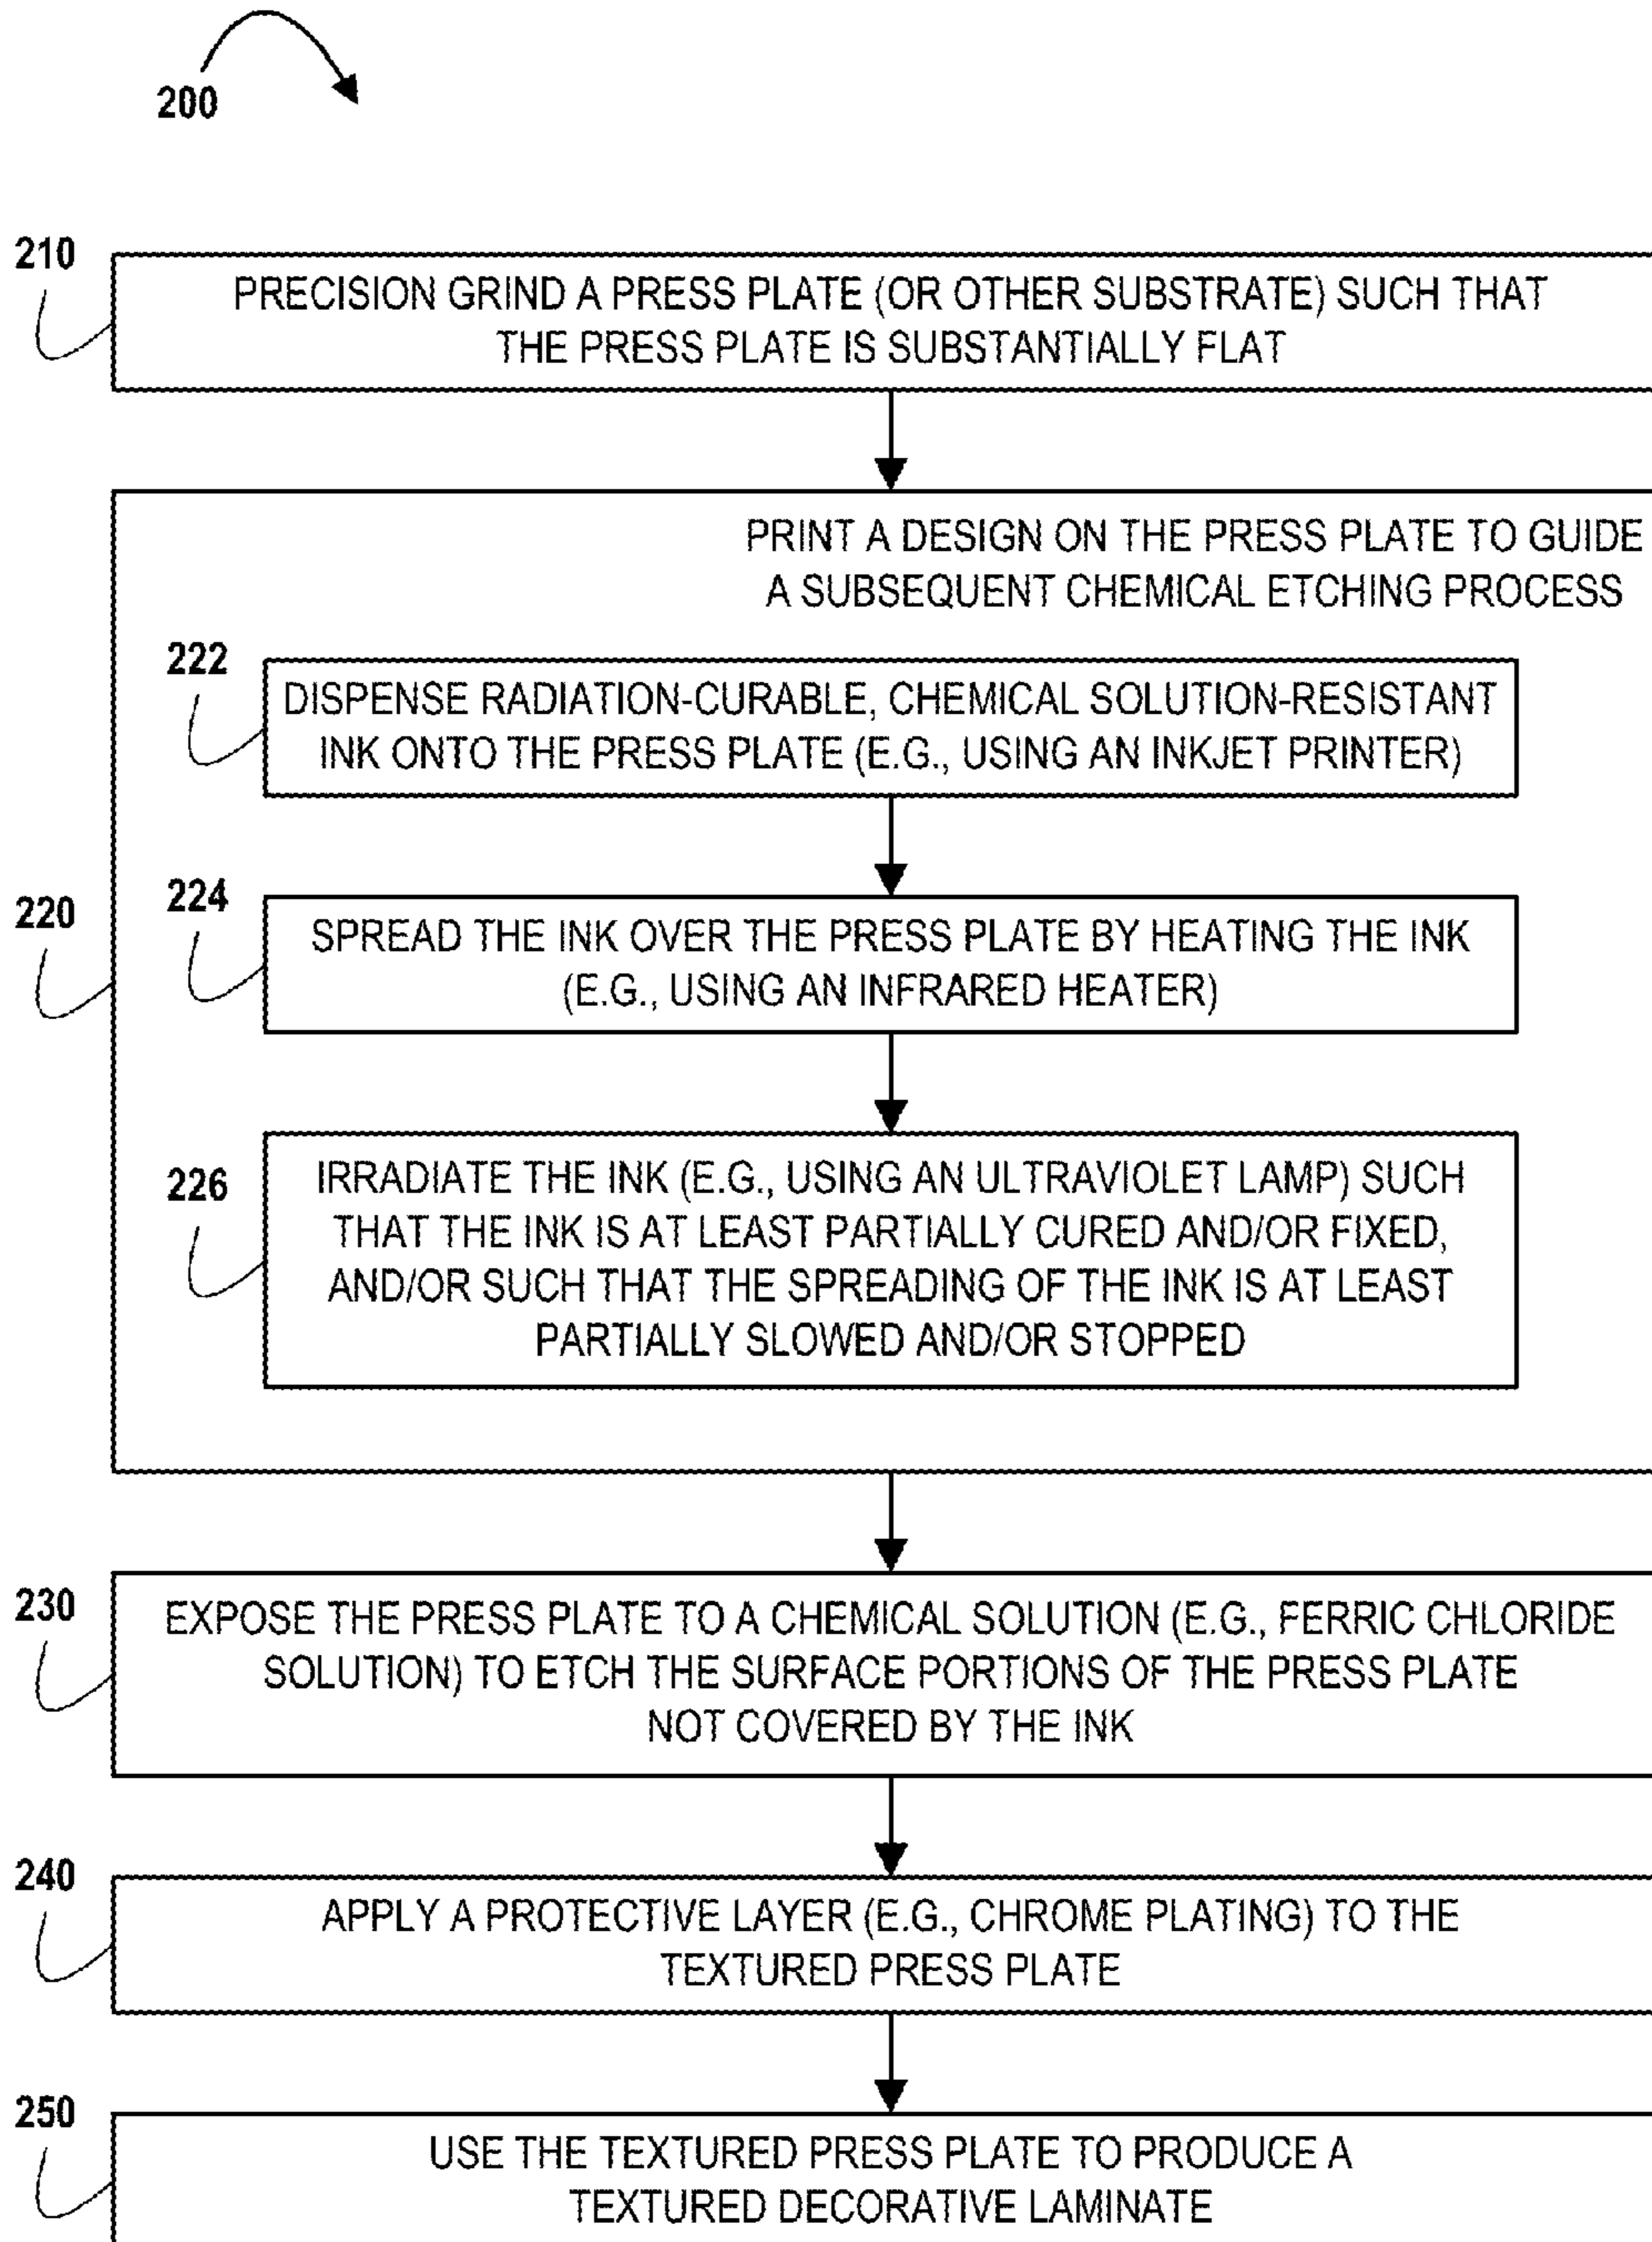 200
210
PRECISION GRIND A PRESS PLATE (OR OTHER SUBSTRATE) SUCH THAT
THE PRESS PLATE IS SUBSTANTIALLY FLAT
220
PRINT A DESIGN ON THE PRESS PLATE TO GUIDE
A SUBSEQUENT CHEMICAL ETCHING PROCESS
222
DISPENSE RADIATION-CURABLE, CHEMICAL SOLUTION-RESISTANT
INK ONTO THE PRESS PLATE (E.G., USING AN INKJET PRINTER)
224
SPREAD THE INK OVER THE PRESS PLATE BY HEATING THE INK
(E.G., USING AN INFRARED HEATER)
226
IRRADIATE THE INK (E.G., USING AN ULTRAVIOLET LAMP) SUCH
THAT THE INK IS AT LEAST PARTIALLY CURED AND/OR FIXED,
AND/OR SUCH THAT THE SPREADING OF THE INK IS AT LEAST
PARTIALLY SLOWED AND/OR STOPPED
230
EXPOSE THE PRESS PLATE TO A CHEMICAL SOLUTION (E.G., FERRIC CHLORIDE
SOLUTION) TO ETCH THE SURFACE PORTIONS OF THE PRESS PLATE
NOT COVERED BY THE INK
240
APPLY A PROTECTIVE LAYER (E.G., CHROME PLATING) TO THE
TEXTURED PRESS PLATE
250
USE THE TEXTURED PRESS PLATE TO PRODUCE A
TEXTURED DECORATIVE LAMINATE